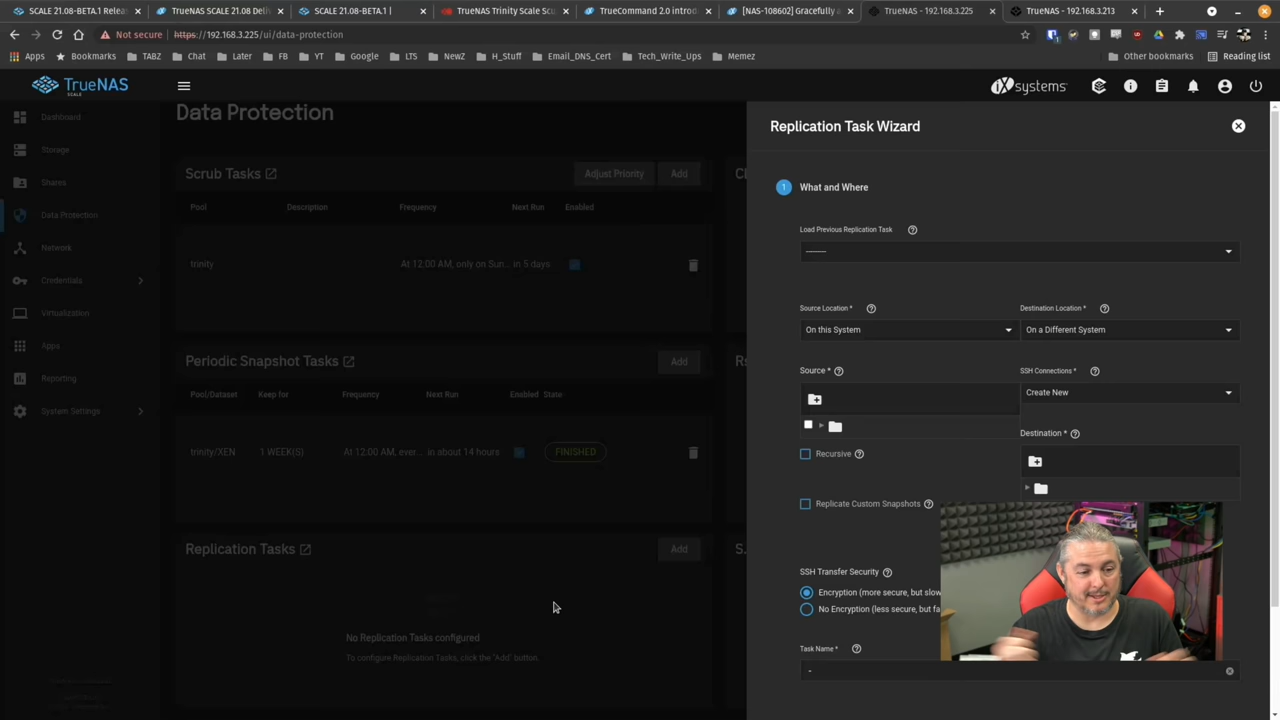 SCALE 21.08-BETA.1 Releas
TrueNAS SCALE 21.08 Deli
SCALE 21.08-BETA.1 |
TrueNAS Trinity Scale Scru
TrueCommand 2.0 introd
[NAS-108602] Gracefully a
TrueNAS - 192.168.3.225
TrueNAS - 192.168.3.213
Not secure
https://192.168.3.225/ui/data-protection
Apps
Bookmarks
TABZ
Chat
Later
FB
YT
Google
LTS
NewZ
H_Stuff
Email_DNS_Cert
Tech_Write_Ups
Memez
Other bookmarks
Reading list
TrueNAS
SCALE
iXsystems
Dashboard
Storage
Shares
Data Protection
Network
Credentials
Virtualization
Apps
Reporting
System Settings
Data Protection
Scrub Tasks
Adjust Priority
Add
Pool
Description
Frequency
Next Run
Enabled
trinity
At 12:00 AM, only on Sun...
in 5 days
Periodic Snapshot Tasks
Add
Pool/Dataset
Keep for
Frequency
Next Run
Enabled
State
trinity/XEN
1 WEEK(S)
At 12:00 AM, ever...
in about 14 hours
FINISHED
Replication Tasks
Add
No Replication Tasks configured
To configure Replication Tasks, click the "Add" button.
Replication Task Wizard
1
What and Where
Load Previous Replication Task
Source Location *
On this System
Destination Location *
On a Different System
Source *
SSH Connections *
Create New
Destination *
Recursive
Replicate Custom Snapshots
SSH Transfer Security
Encryption (more secure, but slow
No Encryption (less secure, but fa
Task Name *
-